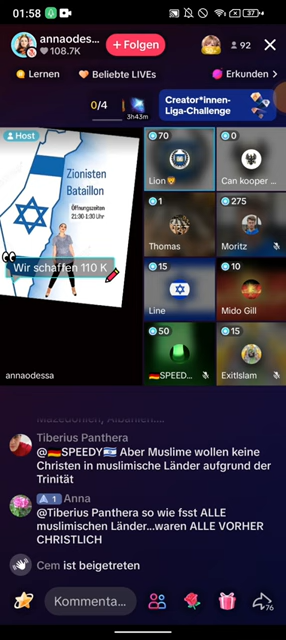 01:58
37
annaodes...
108.7K
+ Folgen
92
Lernen
Beliebte LIVEs
Erkunden
0/4
3h43m
Creator*innen-
Liga-Challenge
Host
Zionisten
Bataillon
Öffnungszeiten
21:30-1:00 Uhr
Wir schaffen 110 K
annaodessa
70
Lion
0
Can kooper ...
1
Thomas
275
Moritz
15
Line
10
Mido Gill
50
SPEED...
15
ExitIslam
Mazedonien, Albanien....
Tiberius Panthera
@SPEEDY Aber Muslime wollen keine
Christen in muslimische Länder aufgrund der
Trinität
1 Anna
@Tiberius Panthera so wie fsst ALLE
muslimischen Länder...waren ALLE VORHER
CHRISTLICH
Cem ist beigetreten
Kommenta...
76